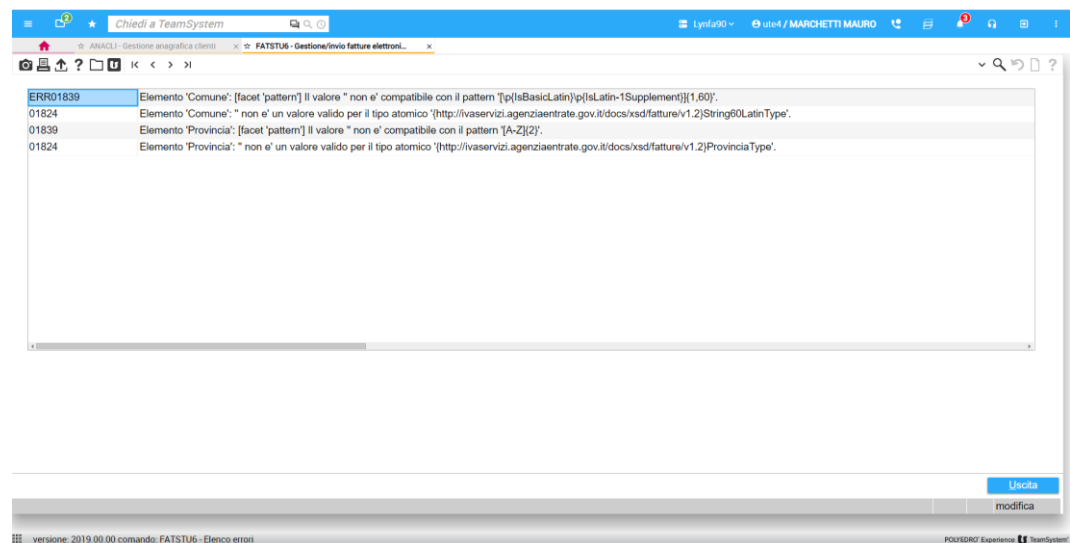 2
Chiedi a TeamSystem
Lynfa90
ute4 / MARCHETTI MAURO
3
ANACLI - Gestione anagrafica clienti ×
FATSTU6 - Gestione/invio fatture elettroni... ×
ERR01839 Elemento 'Comune': [facet 'pattern'] Il valore '' non e' compatibile con il pattern '[\p{IsBasicLatin}\p{IsLatin-1Supplement}]{1,60}'.
01824 Elemento 'Comune': '' non e' un valore valido per il tipo atomico '{http://ivaservizi.agenziaentrate.gov.it/docs/xsd/fatture/v1.2}String60LatinType'.
01839 Elemento 'Provincia': [facet 'pattern'] Il valore '' non e' compatibile con il pattern '[A-Z]{2}'.
01824 Elemento 'Provincia': '' non e' un valore valido per il tipo atomico '{http://ivaservizi.agenziaentrate.gov.it/docs/xsd/fatture/v1.2}ProvinciaType'.
Uscita
modifica
versione: 2019.00.00 comando: FATSTU6 - Elenco errori
POLYEDRO® Experience TeamSystem®